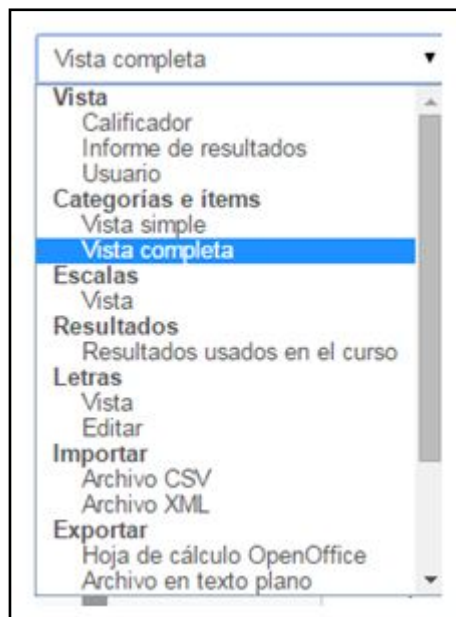 Vista completa
Vista
Calificador
Informe de resultados
Usuario
Categorías e ítems
Vista simple
Vista completa
Escalas
Vista
Resultados
Resultados usados en el curso
Letras
Vista
Editar
Importar
Archivo CSV
Archivo XML
Exportar
Hoja de cálculo OpenOffice
Archivo en texto plano